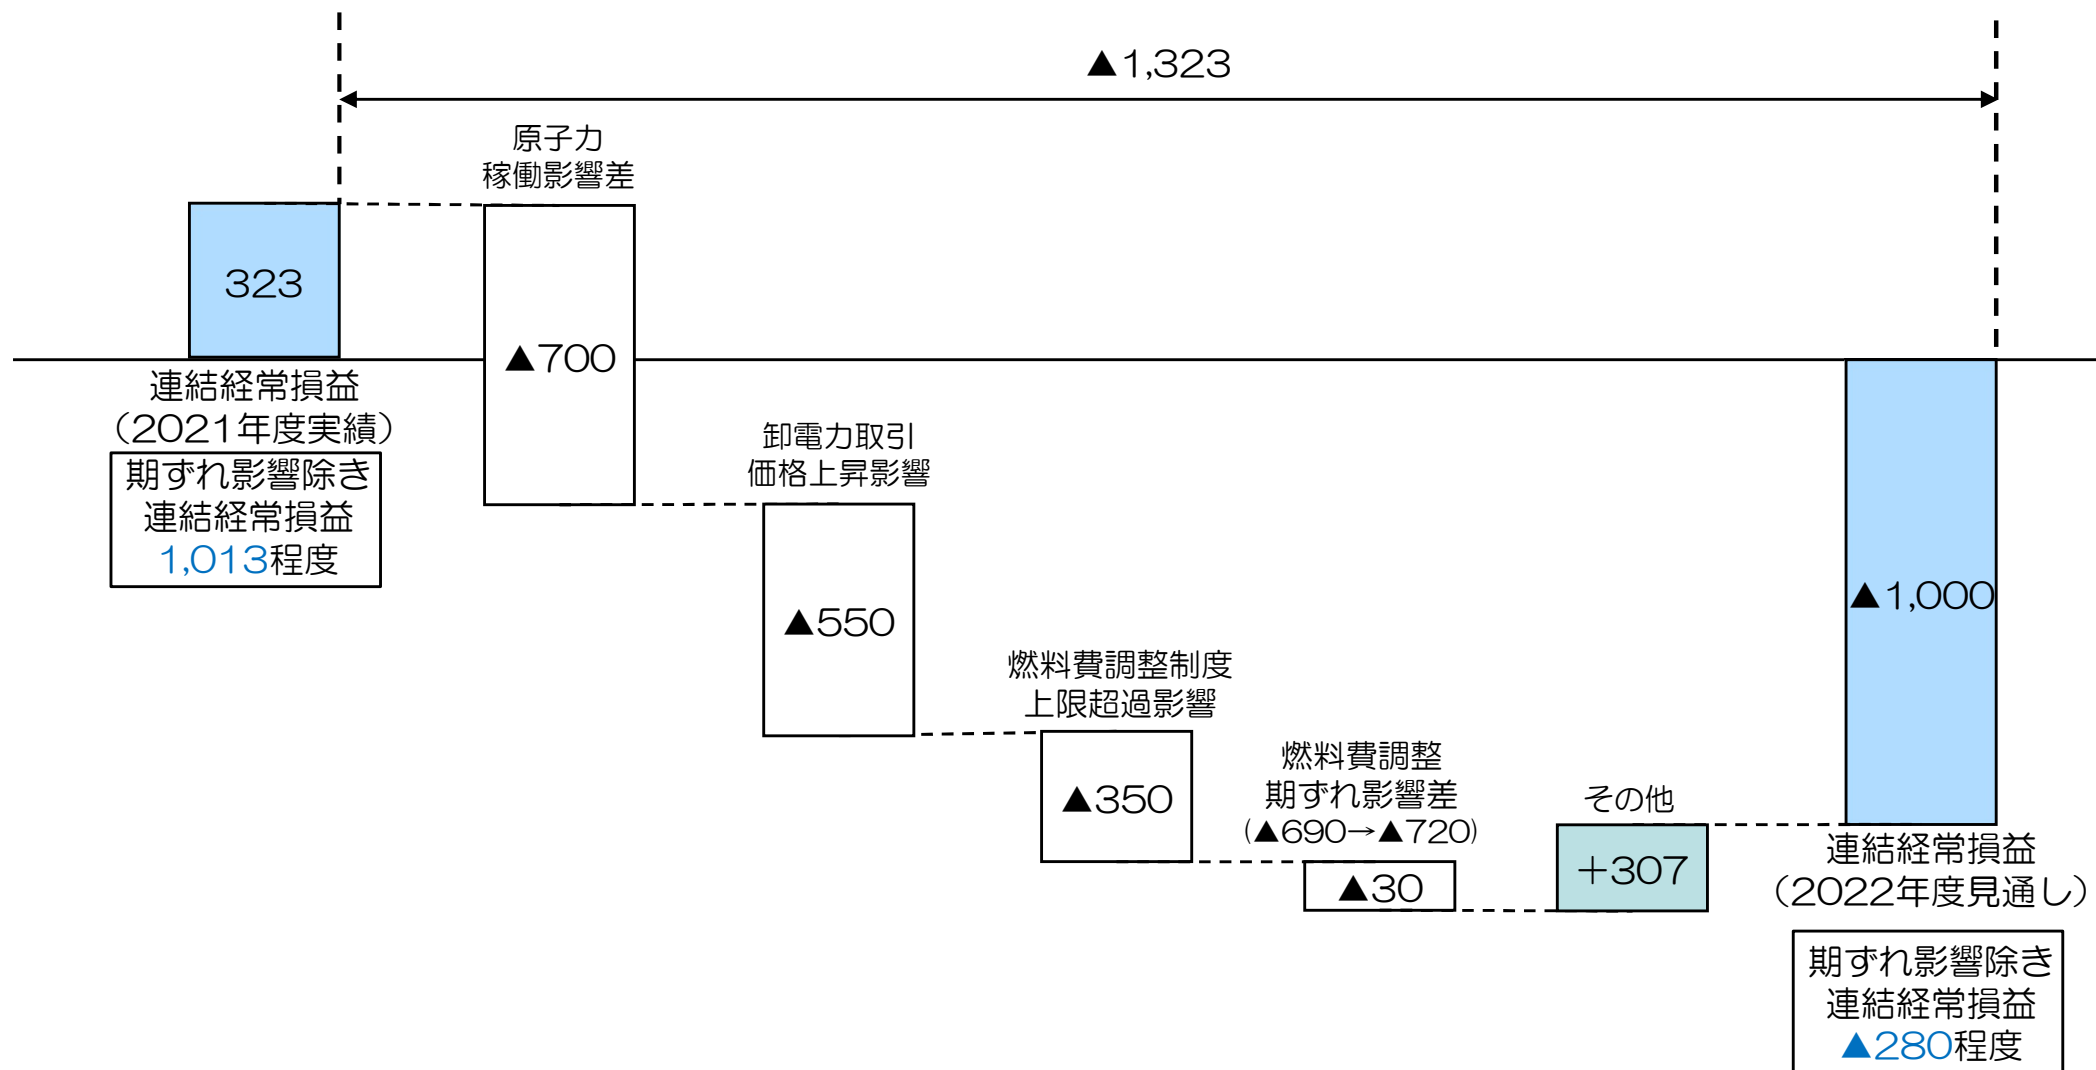 ▲1,323
原子力
稼働影響差
323
▲700
連結経常損益
（2021年度実績）
期ずれ影響除き
連結経常損益
1,013程度
卸電力取引
価格上昇影響
▲550
燃料費調整制度
上限超過影響
▲350
燃料費調整
期ずれ影響差
(▲690→▲720)
▲30
その他
+307
▲1,000
連結経常損益
（2022年度見通し）
期ずれ影響除き
連結経常損益
▲280程度